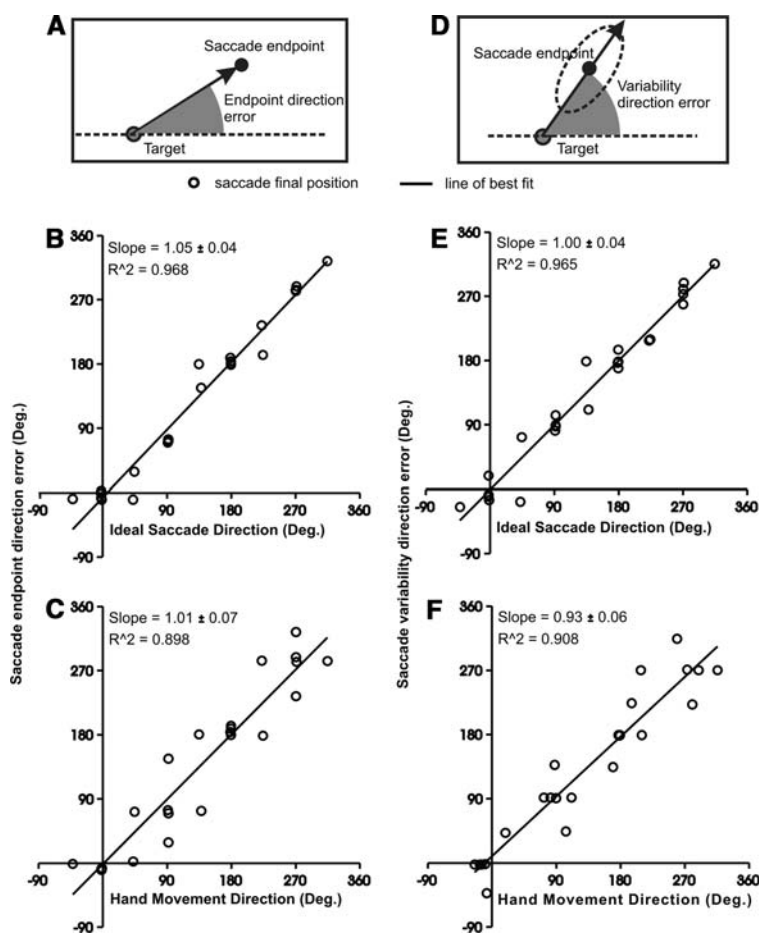 A
Saccade endpoint
Endpoint direction
error
Target
D
Saccade endpoint
Variability
direction error
Target
saccade final position
line of best fit
Saccade endpoint direction error (Deg.)
B
Slope = 1.05 ± 0.04
R^2 = 0.968
360
270
180
90
-90
-90
90
180
270
360
Ideal Saccade Direction (Deg.)
C
Slope = 1.01 ± 0.07
R^2 = 0.898
360
270
180
90
-90
-90
90
180
270
360
Hand Movement Direction (Deg.)
Saccade variability direction error (Deg.)
E
Slope = 1.00 ± 0.04
R^2 = 0.965
360
270
180
90
-90
-90
90
180
270
360
Ideal Saccade Direction (Deg.)
F
Slope = 0.93 ± 0.06
R^2 = 0.908
360
270
180
90
-90
-90
90
180
270
360
Hand Movement Direction (Deg.)